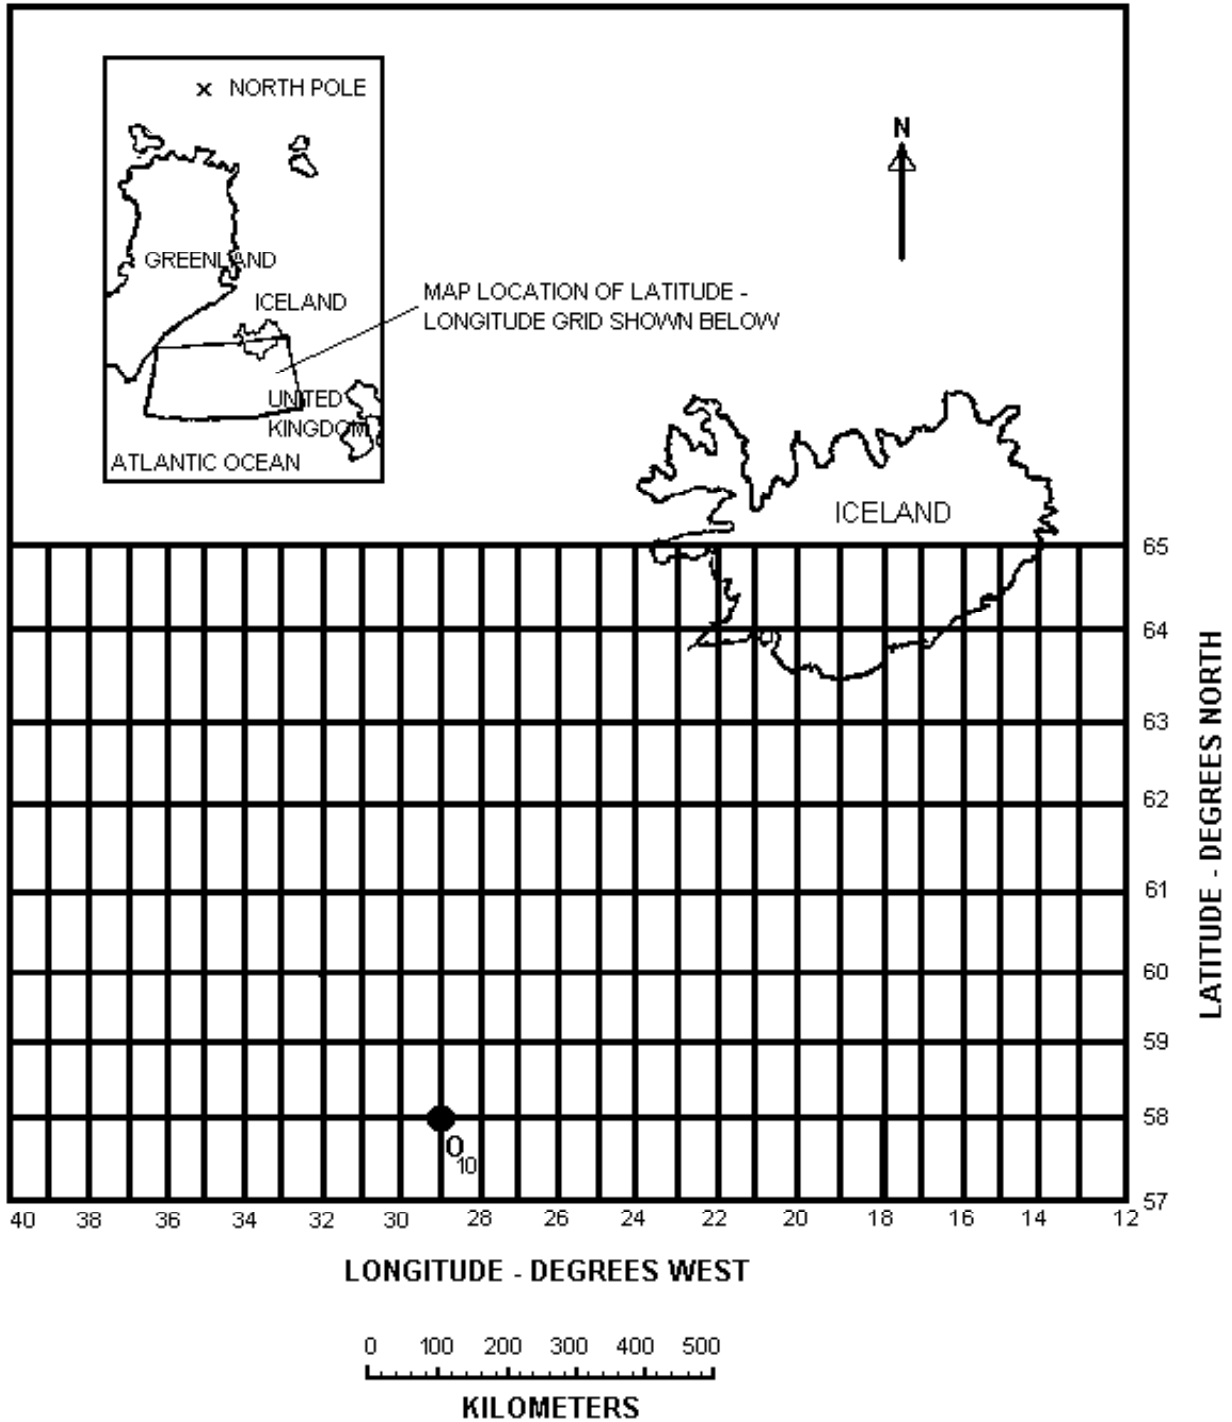 × NORTH POLE
N
GREENLAND
ICELAND
MAP LOCATION OF LATITUDE -
LONGITUDE GRID SHOWN BELOW
UNITED
KINGDOM
ATLANTIC OCEAN
ICELAND
65
64
63
62
61
60
59
58
57
LATITUDE - DEGREES NORTH
O10
40 38 36 34 32 30 28 26 24 22 20 18 16 14 12
LONGITUDE - DEGREES WEST
0 100 200 300 400 500
KILOMETERS